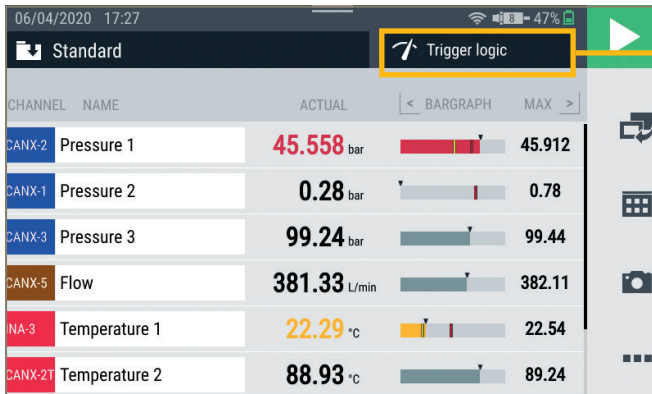 06/04/2020 17:27 8 47%
Standard Trigger logic
CHANNEL NAME ACTUAL < BARGRAPH MAX >
CANX-2 Pressure 1 45.558 bar 45.912
CANX-1 Pressure 2 0.28 bar 0.78
CANX-3 Pressure 3 99.24 bar 99.44
CANX-5 Flow 381.33 L/min 382.11
INA-3 Temperature 1 22.29 °C 22.54
CANX-2T Temperature 2 88.93 °C 89.24